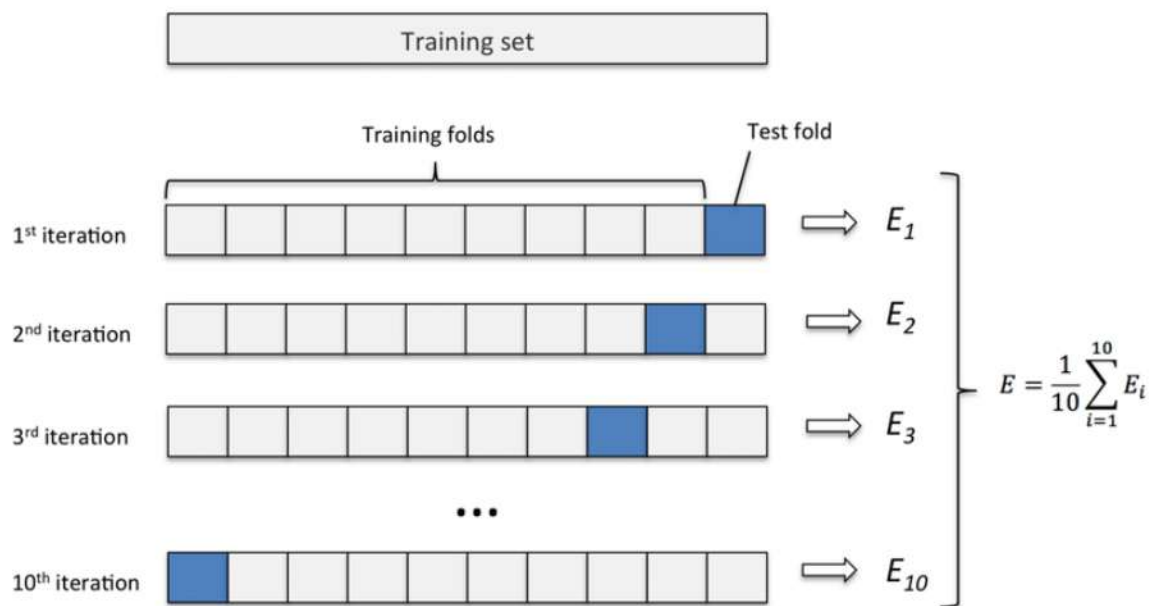 Training set
Training folds
Test fold
1st iteration
E1
2nd iteration
E2
3rd iteration
E3
E = 1/10 10∑i=1 Ei
...
10th iteration
E10